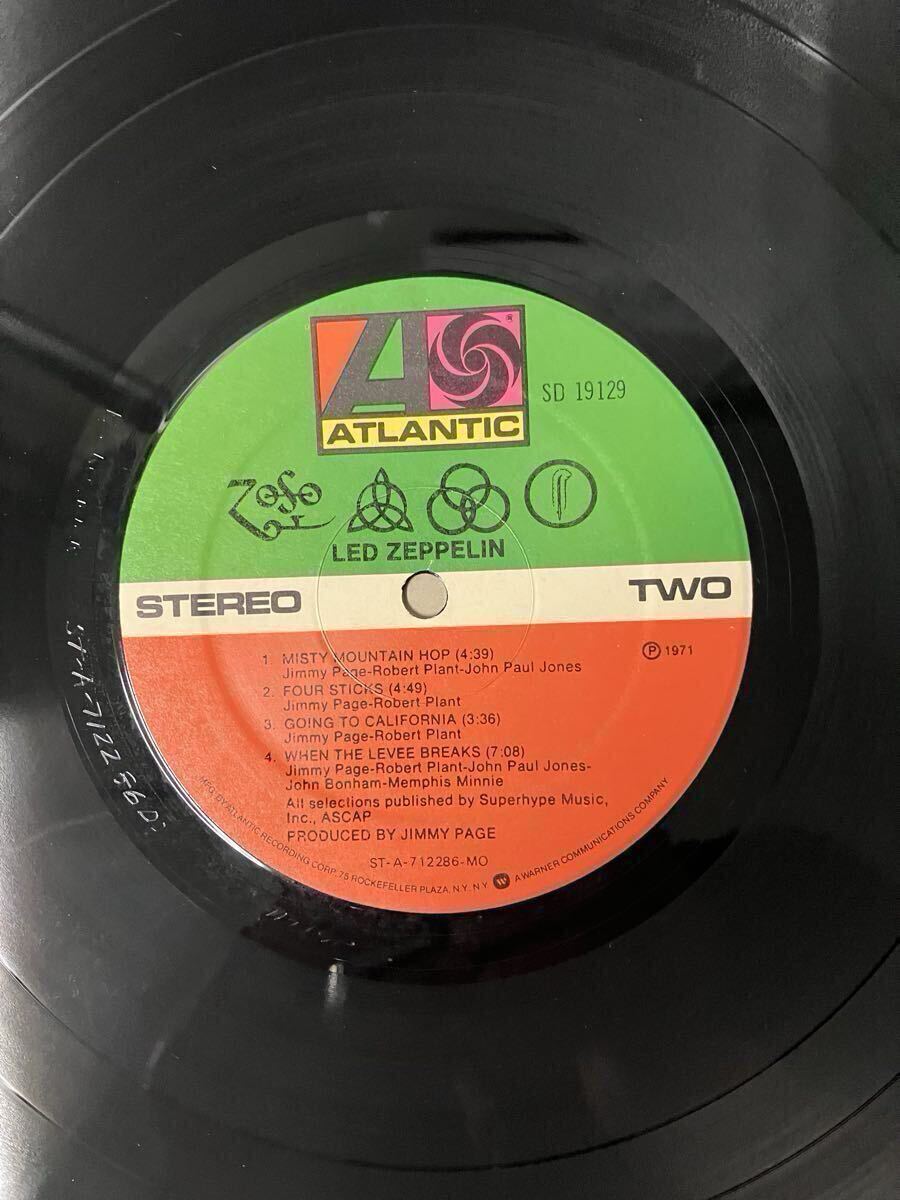 ATLANTIC
®
SD 19129
LED ZEPPELIN
STEREO
TWO
1. MISTY MOUNTAIN HOP (4:39)
Jimmy Page-Robert Plant-John Paul Jones
2. FOUR STICKS (4:49)
Jimmy Page-Robert Plant
3. GOING TO CALIFORNIA (3:36)
Jimmy Page-Robert Plant
4. WHEN THE LEVEE BREAKS (7:08)
Jimmy Page-Robert Plant-John Paul Jones-
John Bonham-Memphis Minnie
All selections published by Superhype Music,
Inc., ASCAP
PRODUCED BY JIMMY PAGE
ST-A-712286-MO
℗ 1971
MFG. BY ATLANTIC RECORDING CORP. 75 ROCKEFELLER PLAZA, N.Y. N.Y. A WARNER COMMUNICATIONS COMPANY